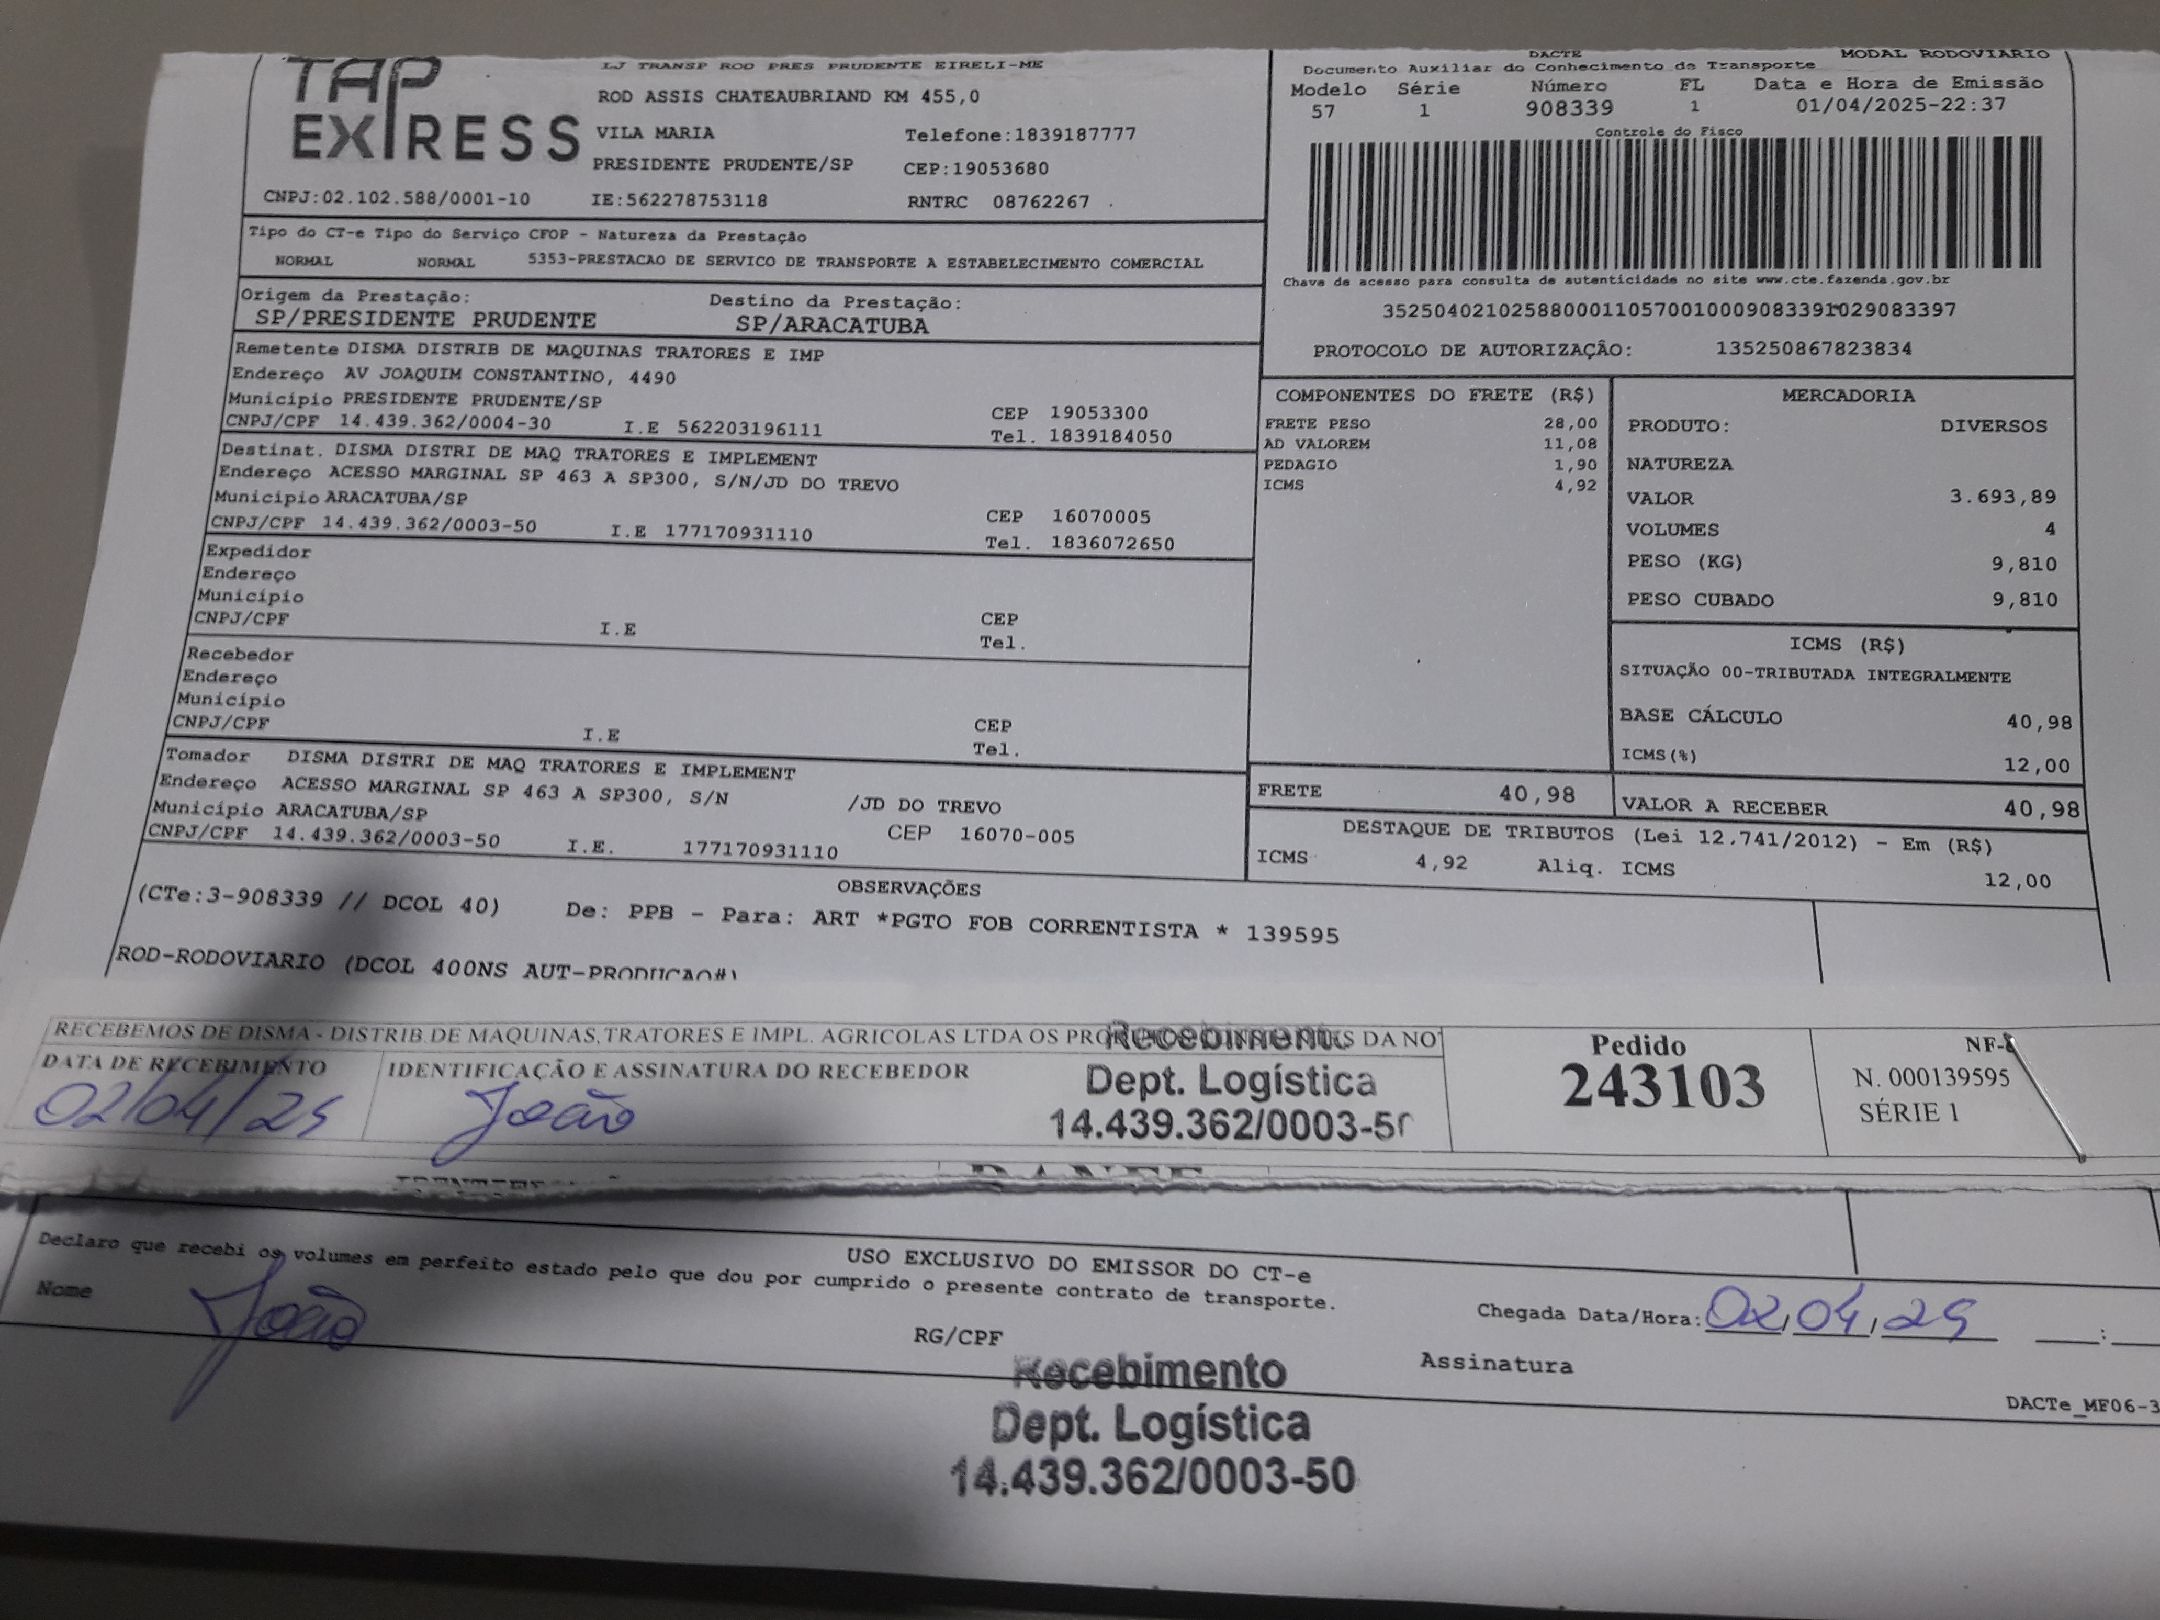 TAP
EXPRESS
LJ TRANSP ROD PRES PRUDENTE EIRELI-ME
ROD ASSIS CHATEAUBRIAND KM 455,0
VILA MARIA Telefone:1839187777
PRESIDENTE PRUDENTE/SP CEP:19053680
CNPJ:02.102.588/0001-10 IE:562278753118 RNTRC 08762267
DACTE MODAL RODOVIARIO
Documento Auxiliar do Conhecimento de Transporte
Modelo Série Número FL Data e Hora de Emissão
57 1 908339 1 01/04/2025-22:37
Controle do Fisco
Chave de acesso para consulta de autenticidade no site www.cte.fazenda.gov.br
35250402102588000110570010009083391029083397
PROTOCOLO DE AUTORIZAÇÃO: 135250867823834
Tipo do CT-e Tipo do Serviço CFOP - Natureza da Prestação
NORMAL NORMAL 5353-PRESTACAO DE SERVICO DE TRANSPORTE A ESTABELECIMENTO COMERCIAL
Origem da Prestação: Destino da Prestação:
SP/PRESIDENTE PRUDENTE SP/ARACATUBA
Remetente DISMA DISTRIB DE MAQUINAS TRATORES E IMP
Endereço AV JOAQUIM CONSTANTINO, 4490
Município PRESIDENTE PRUDENTE/SP CEP 19053300
CNPJ/CPF 14.439.362/0004-30 I.E 562203196111 Tel. 1839184050
Destinat. DISMA DISTRI DE MAQ TRATORES E IMPLEMENT
Endereço ACESSO MARGINAL SP 463 A SP300, S/N/JD DO TREVO
Município ARACATUBA/SP CEP 16070005
CNPJ/CPF 14.439.362/0003-50 I.E 177170931110 Tel. 1836072650
Expedidor
Endereço
Município CEP
CNPJ/CPF I.E Tel.
Recebedor
Endereço
Município CEP
CNPJ/CPF I.E Tel.
Tomador DISMA DISTRI DE MAQ TRATORES E IMPLEMENT
Endereço ACESSO MARGINAL SP 463 A SP300, S/N /JD DO TREVO
Município ARACATUBA/SP CEP 16070-005
CNPJ/CPF 14.439.362/0003-50 I.E. 177170931110
COMPONENTES DO FRETE (R$)
FRETE PESO 28,00
AD VALOREM 11,08
PEDAGIO 1,90
ICMS 4,92
MERCADORIA
PRODUTO: DIVERSOS
NATUREZA
VALOR 3.693,89
VOLUMES 4
PESO (KG) 9,810
PESO CUBADO 9,810
ICMS (R$)
SITUAÇÃO 00-TRIBUTADA INTEGRALMENTE
BASE CÁLCULO 40,98
ICMS(%) 12,00
FRETE 40,98 VALOR A RECEBER 40,98
DESTAQUE DE TRIBUTOS (Lei 12.741/2012) - Em (R$)
ICMS 4,92 Aliq. ICMS 12,00
OBSERVAÇÕES
(CTe:3-908339 // DCOL 40) De: PPB - Para: ART *PGTO FOB CORRENTISTA * 139595
ROD-RODOVIARIO (DCOL 400NS AUT-PRODUCAO#)
RECEBEMOS DE DISMA - DISTRIB DE MAQUINAS, TRATORES E IMPL. AGRICOLAS LTDA OS DA NO
DATA DE RECEBIMENTO IDENTIFICAÇÃO E ASSINATURA DO RECEBEDOR
02/04/25 João
Recebimento
Dept. Logística
14.439.362/0003-50
Pedido
243103
NF-e
N. 000139595
SÉRIE 1
USO EXCLUSIVO DO EMISSOR DO CT-e
Declaro que recebi os volumes em perfeito estado pelo que dou por cumprido o presente contrato de transporte.
Nome João RG/CPF
Chegada Data/Hora: 02/04/25 __:
Assinatura
Recebimento
Dept. Logística
14.439.362/0003-50
DACTe_MF06-3